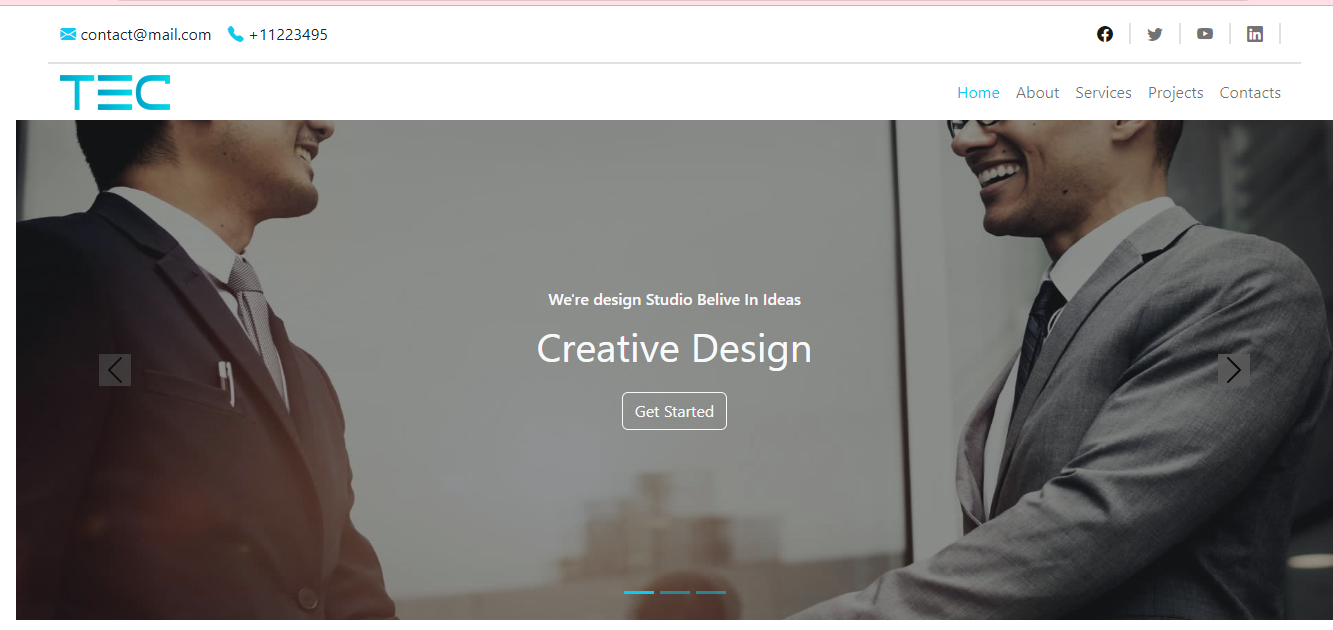 contact@mail.com +11223495
TEC
Home About Services Projects Contacts
We're design Studio Belive In Ideas
Creative Design
Get Started